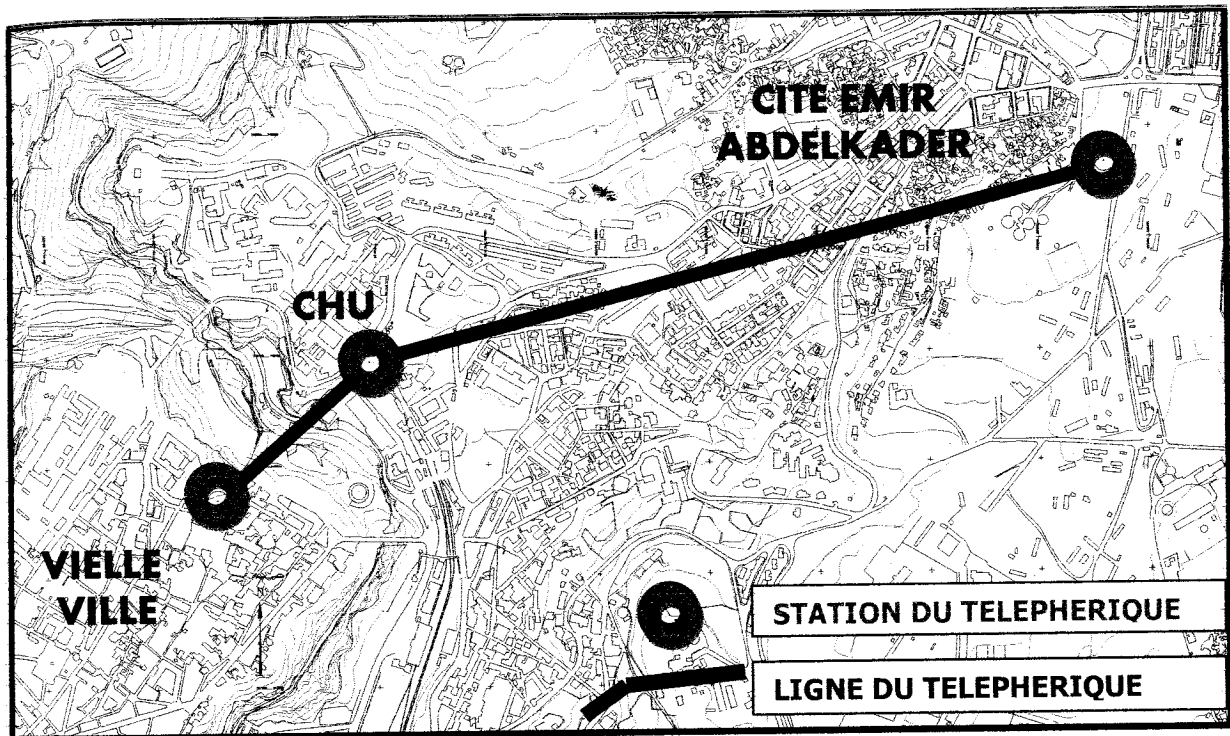 CITE EMIR
ABDELKADER
CHU
VIELLE
VILLE
STATION DU TELEPHERIQUE
LIGNE DU TELEPHERIQUE